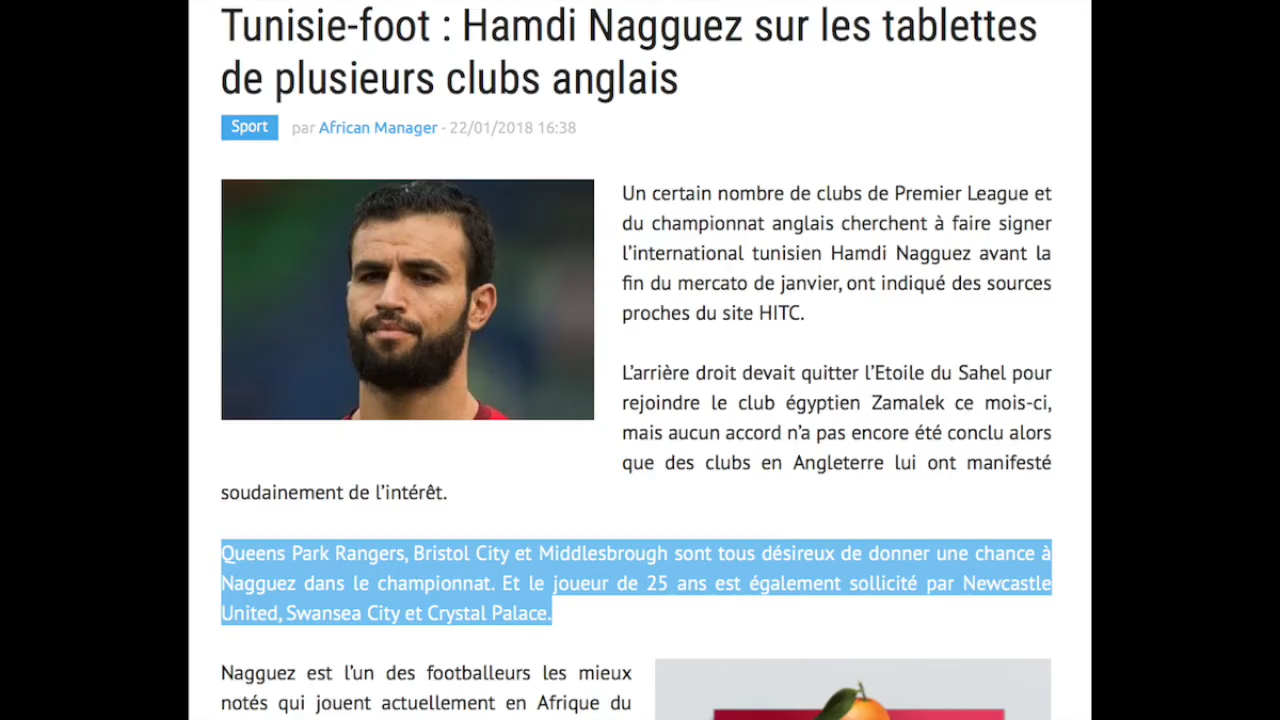 Tunisie-foot : Hamdi Nagguez sur les tablettes
de plusieurs clubs anglais
Sport par African Manager - 22/01/2018 16:38
Un certain nombre de clubs de Premier League et
du championnat anglais cherchent à faire signer
l'international tunisien Hamdi Nagguez avant la
fin du mercato de janvier, ont indiqué des sources
proches du site HITC.
L'arrière droit devait quitter l'Etoile du Sahel pour
rejoindre le club égyptien Zamalek ce mois-ci,
mais aucun accord n'a pas encore été conclu alors
que des clubs en Angleterre lui ont manifesté
soudainement de l'intérêt.
Queens Park Rangers, Bristol City et Middlesbrough sont tous désireux de donner une chance à
Nagguez dans le championnat. Et le joueur de 25 ans est également sollicité par Newcastle
United, Swansea City et Crystal Palace.
Nagguez est l'un des footballeurs les mieux
notés qui jouent actuellement en Afrique du